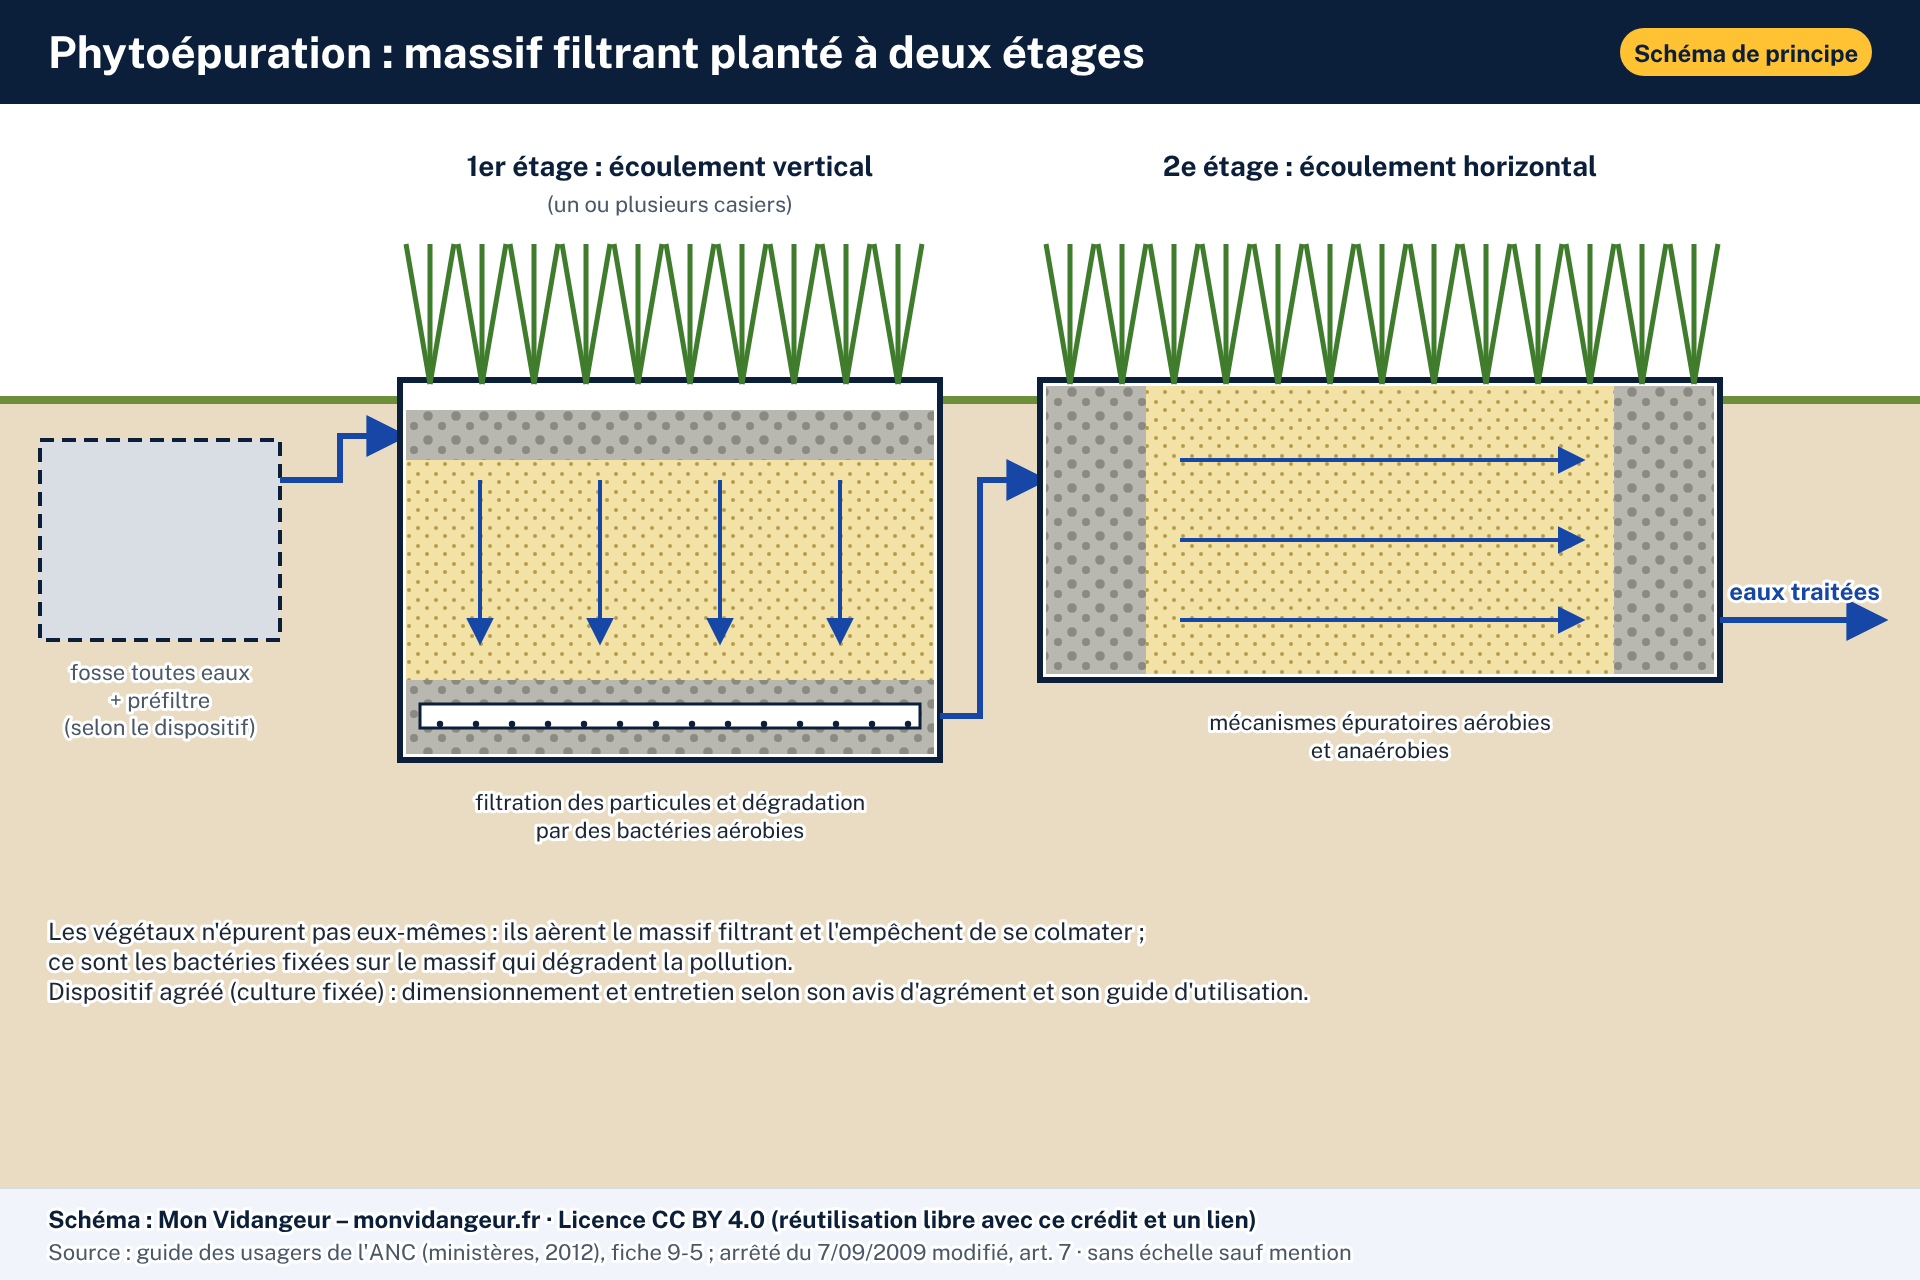 Phytoépuration : massif filtrant planté à deux étages
Schéma de principe
1er étage : écoulement vertical
(un ou plusieurs casiers)
2e étage : écoulement horizontal
fosse toutes eaux
+ préfiltre
(selon le dispositif)
eaux traitées
mécanismes épuratoires aérobies
et anaérobies
filtration des particules et dégradation
par des bactéries aérobies
Les végétaux n'épurent pas eux-mêmes : ils aèrent le massif filtrant et l'empêchent de se colmater ;
ce sont les bactéries fixées sur le massif qui dégradent la pollution.
Dispositif agréé (culture fixée) : dimensionnement et entretien selon son avis d'agrément et son guide d'utilisation.
Schéma : Mon Vidangeur – monvidangeur.fr · Licence CC BY 4.0 (réutilisation libre avec ce crédit et un lien)
Source : guide des usagers de l'ANC (ministères, 2012), fiche 9-5 ; arrêté du 7/09/2009 modifié, art. 7 · sans échelle sauf mention